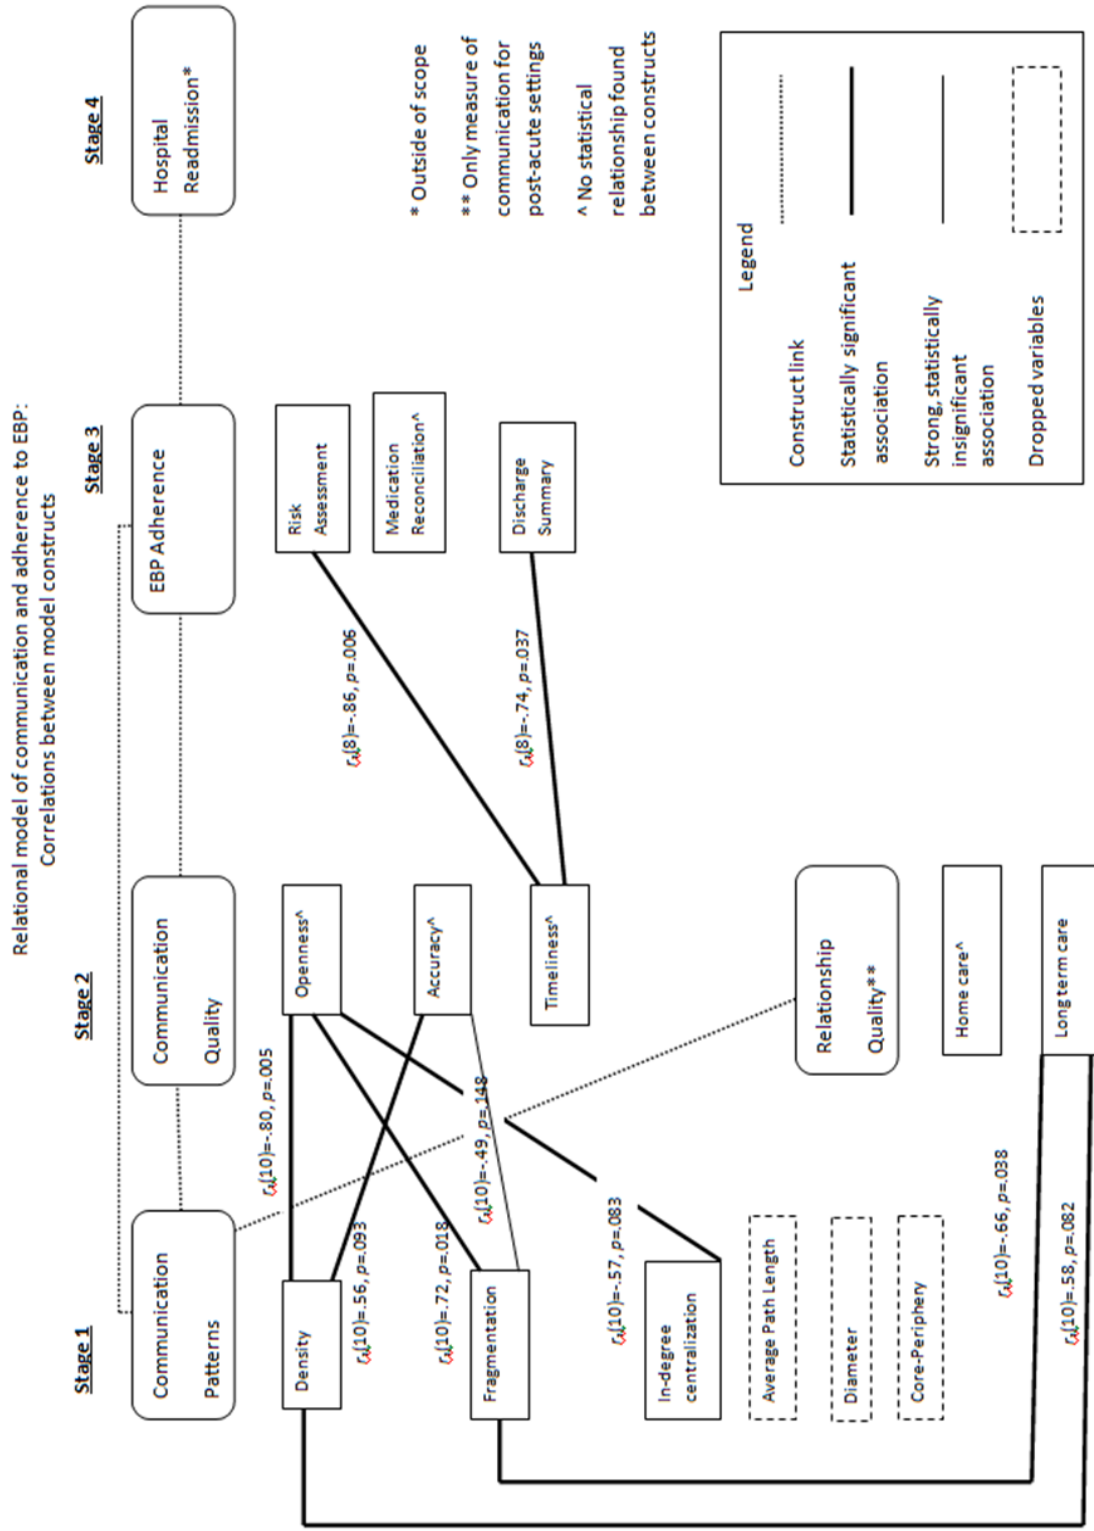 Relational model of communication and adherence to EBP:
Correlations between model constructs
Stage 1
Stage 2
Stage 3
Stage 4
Communication
Patterns
Communication
Quality
EBP Adherence
Hospital
Readmission*
Density
Fragmentation
In-degree
centralization
Average Path Length
Diameter
Core-Periphery
rs(10)=-.80, p=.005
rs(10)=.56, p=.093
rs(10)=.72, p=.018
rs(10)=-.49, p=.148
rs(10)=-.57, p=.083
rs(10)=-.66, p=.038
rs(10)=.58, p=.082
Openness^
Accuracy^
Timeliness^
Relationship
Quality**
Home care^
Long term care
rs(8)=-.86, p=.006
rs(8)=-.74, p=.037
Risk
Assessment
Medication
Reconciliation^
Discharge
Summary
* Outside of scope
** Only measure of
communication for
post-acute settings
^ No statistical
relationship found
between constructs
Legend
Construct link
Statistically significant
association
Strong, statistically
insignificant
association
Dropped variables